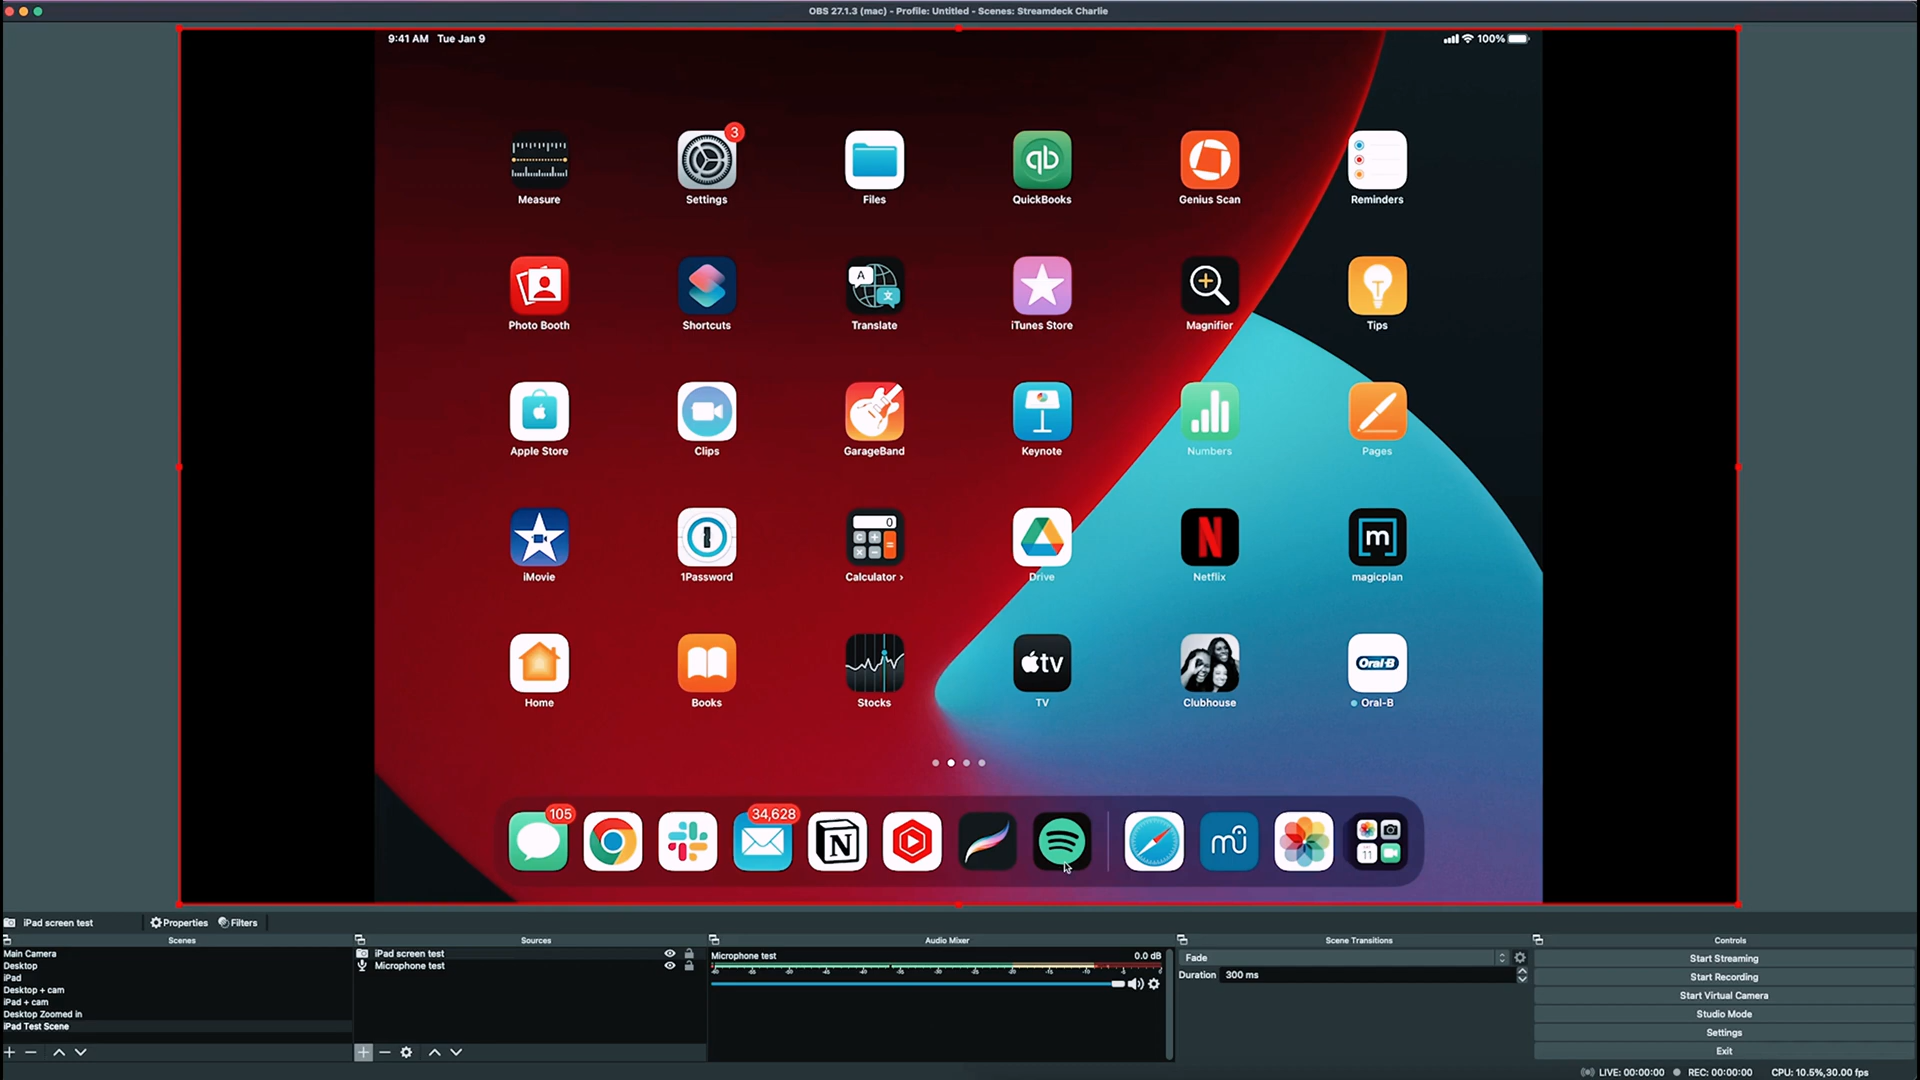 OBS 27.1.3 (mac) - Profile: Untitled - Scenes: Streamdeck Charlie
9:41 AM Tue Jan 9
100%
3
Measure
Settings
Files
QuickBooks
Genius Scan
Reminders
Photo Booth
Shortcuts
Translate
iTunes Store
Magnifier
Tips
Apple Store
Clips
GarageBand
Keynote
Numbers
Pages
iMovie
1Password
Calculator ›
Drive
Netflix
magicplan
Home
Books
Stocks
tv
TV
Clubhouse
Oral-B
Oral-B
105
34,628
iPad screen test
Properties
Filters
Scenes
Main Camera
Desktop
iPad
Desktop + cam
iPad + cam
Desktop Zoomed in
iPad Test Scene
Sources
iPad screen test
Microphone test
Audio Mixer
Microphone test
0.0 dB
Scene Transitions
Fade
Duration 300 ms
Controls
Start Streaming
Start Recording
Start Virtual Camera
Studio Mode
Settings
Exit
LIVE: 00:00:00
REC: 00:00:00
CPU: 10.5%,30.00 fps